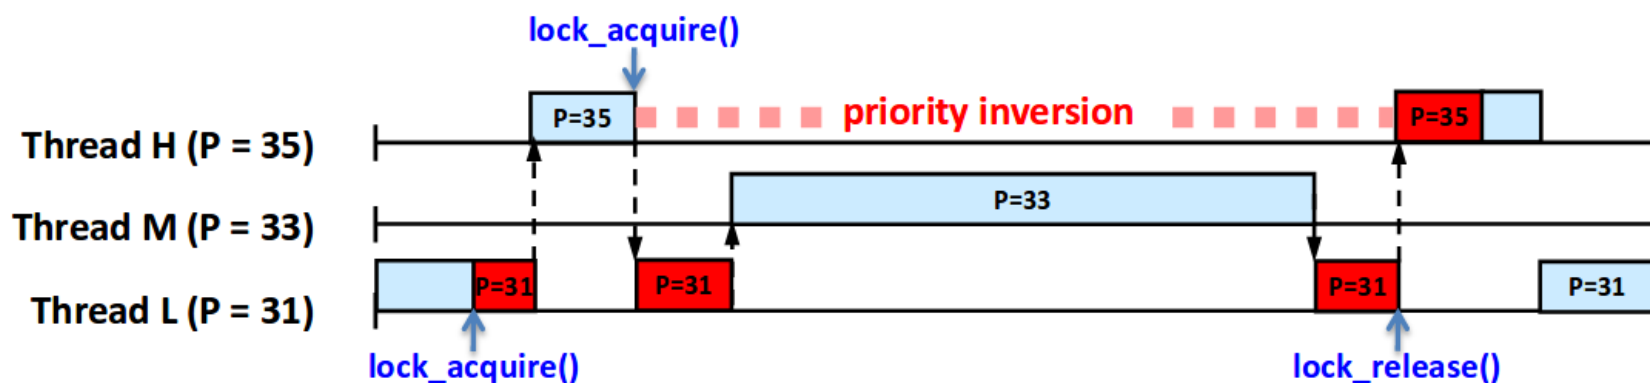 lock_acquire()
Thread H (P = 35)
P=35
priority inversion
P=35
Thread M (P = 33)
P=33
Thread L (P = 31)
P=31
P=31
P=31
P=31
lock_acquire()
lock_release()